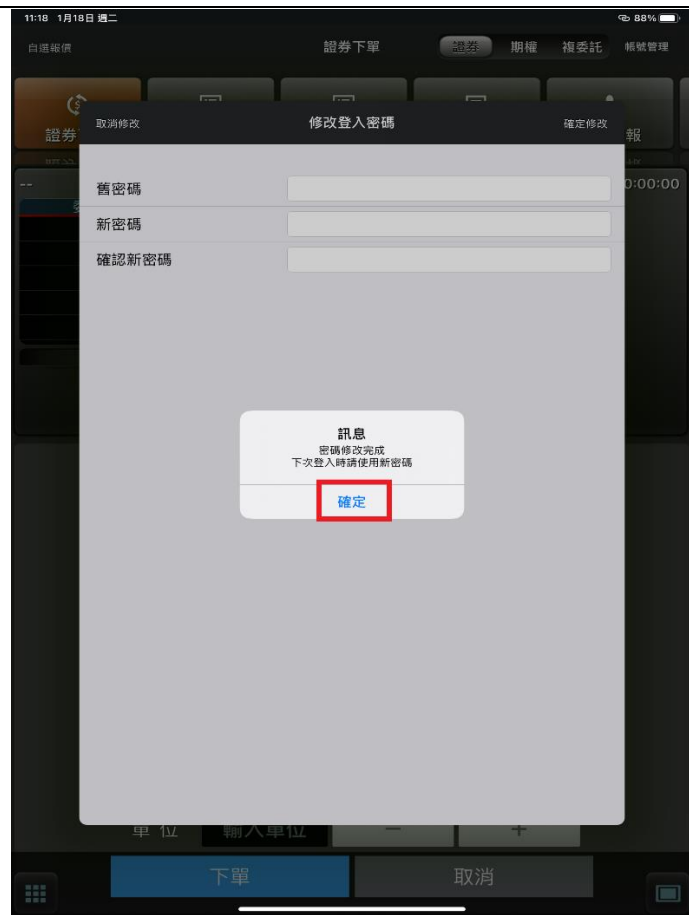 11:18 1月18日 週二 88%
自選報價 證券下單 證券 期權 複委託 帳號管理
證券 報
取消修改 修改登入密碼 確定修改
-- 0:00:00
舊密碼
新密碼
確認新密碼
訊息
密碼修改完成
下次登入時請使用新密碼
確定
單位 輸入單位 − +
下單 取消